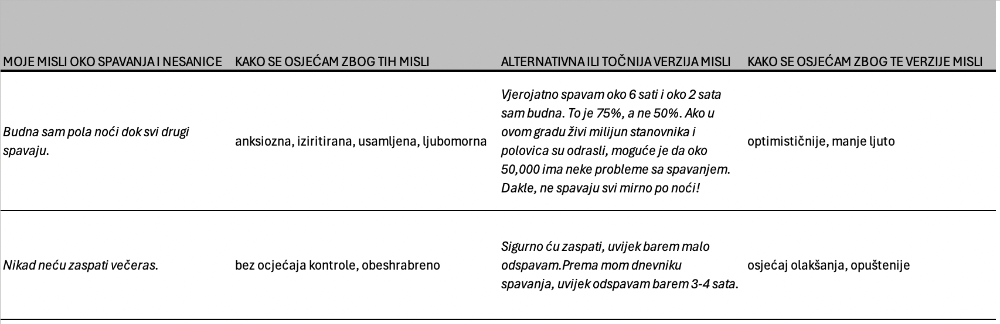 MOJE MISLI OKO SPAVANJA I NESANICE
KAKO SE OSJEĆAM ZBOG TIH MISLI
ALTERNATIVNA ILI TOČNIJA VERZIJA MISLI
KAKO SE OSJEĆAM ZBOG TE VERZIJE MISLI
Budna sam pola noći dok svi drugi
spavaju.
anksiozna, iziritirana, usamljena, ljubomorna
Vjerojatno spavam oko 6 sati i oko 2 sata
sam budna. To je 75%, a ne 50%. Ako u
ovom gradu živi milijun stanovnika i
polovica su odrasli, moguće je da oko
50,000 ima neke probleme sa spavanjem.
Dakle, ne spavaju svi mirno po noći!
optimističnije, manje ljuto
Nikad neću zaspati večeras.
bez ocjećaja kontrole, obeshrabreno
Sigurno ću zaspati, uvijek barem malo
odspavam.Prema mom dnevniku
spavanja, uvijek odspavam barem 3-4 sata.
osjećaj olakšanja, opuštenije